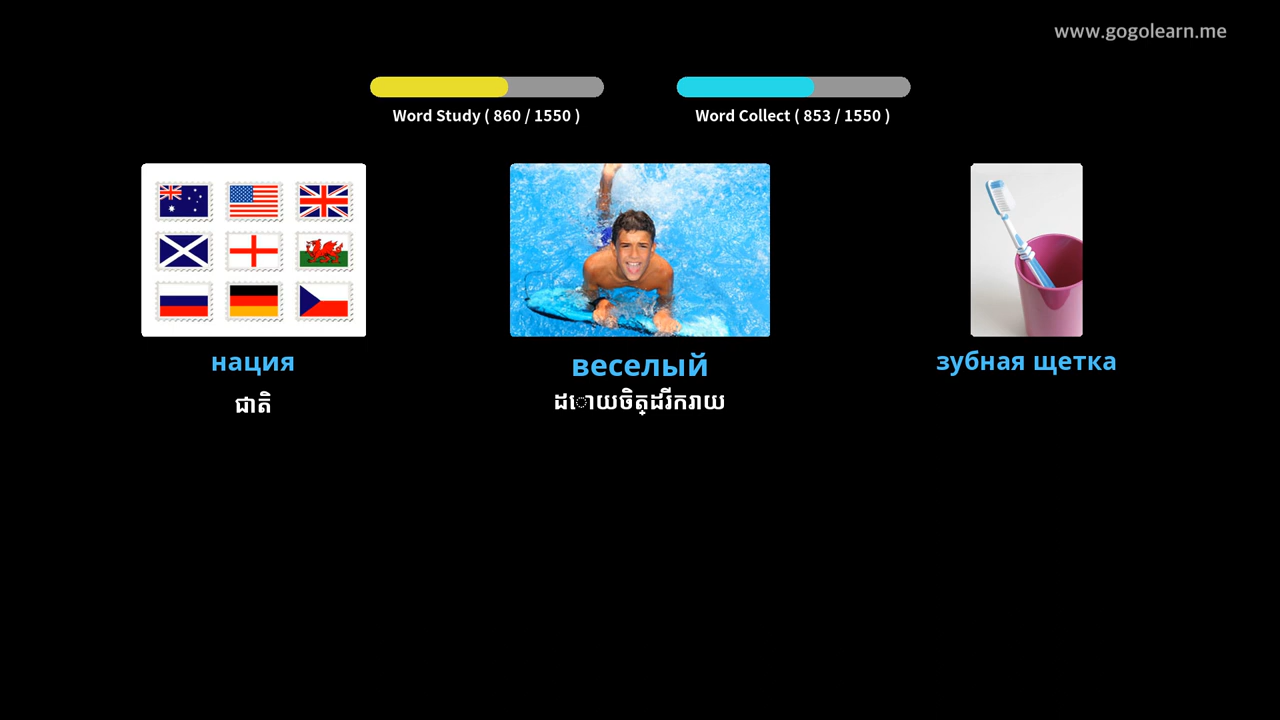 www.gogolearn.me
Word Study ( 860 / 1550 )
Word Collect ( 853 / 1550 )
нация
веселый
зубная щетка
ជាតិ
ដោយចិត្ដរីករាយ